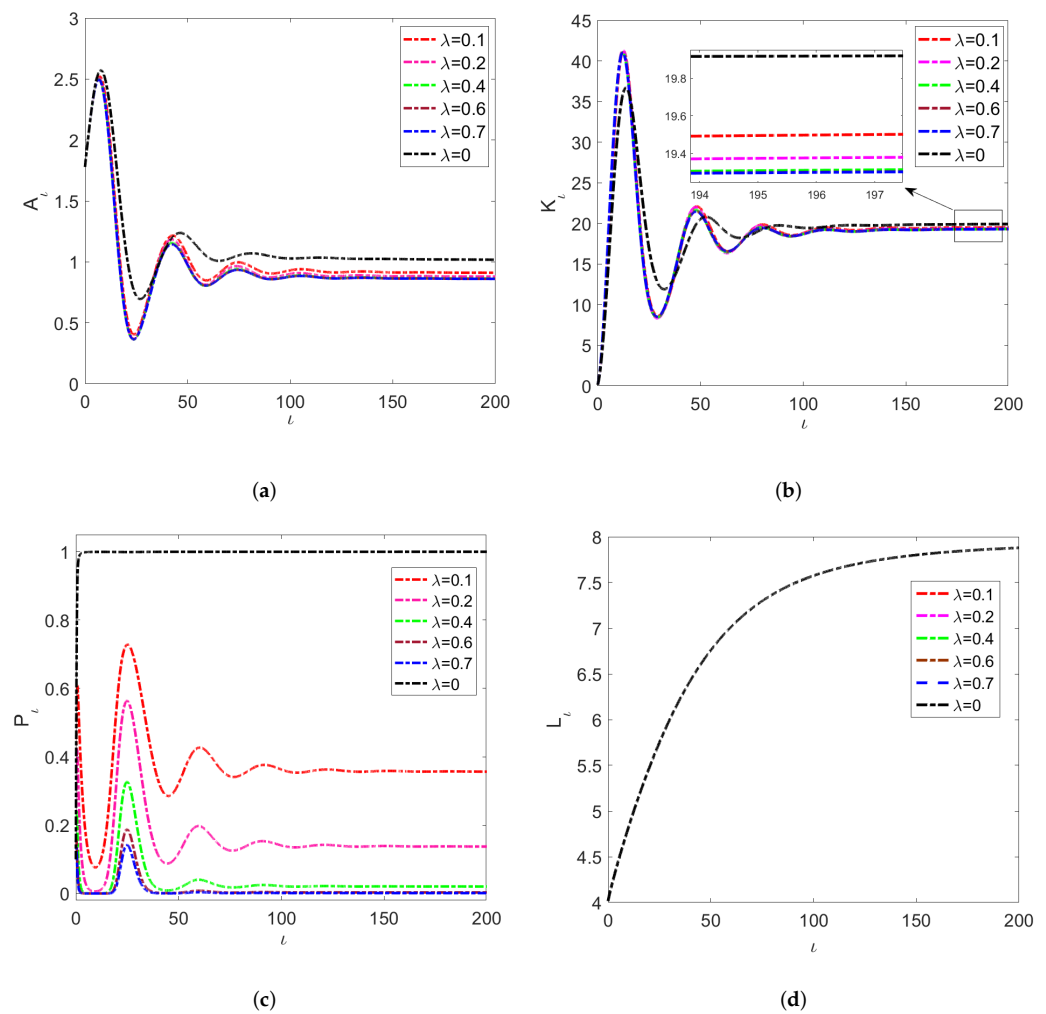 3
2.5
2
1.5
1
0.5
0
0
50
100
150
200
A_ι
ι
λ=0.1
λ=0.2
λ=0.4
λ=0.6
λ=0.7
λ=0
(a)
45
40
35
30
25
20
15
10
5
0
0
50
100
150
200
K_ι
ι
19.8
19.6
19.4
194
195
196
197
λ=0.1
λ=0.2
λ=0.4
λ=0.6
λ=0.7
λ=0
(b)
1
0.8
0.6
0.4
0.2
0
0
50
100
150
200
P_ι
ι
λ=0.1
λ=0.2
λ=0.4
λ=0.6
λ=0.7
λ=0
(c)
8
7.5
7
6.5
6
5.5
5
4.5
4
0
50
100
150
200
L_ι
ι
λ=0.1
λ=0.2
λ=0.4
λ=0.6
λ=0.7
λ=0
(d)